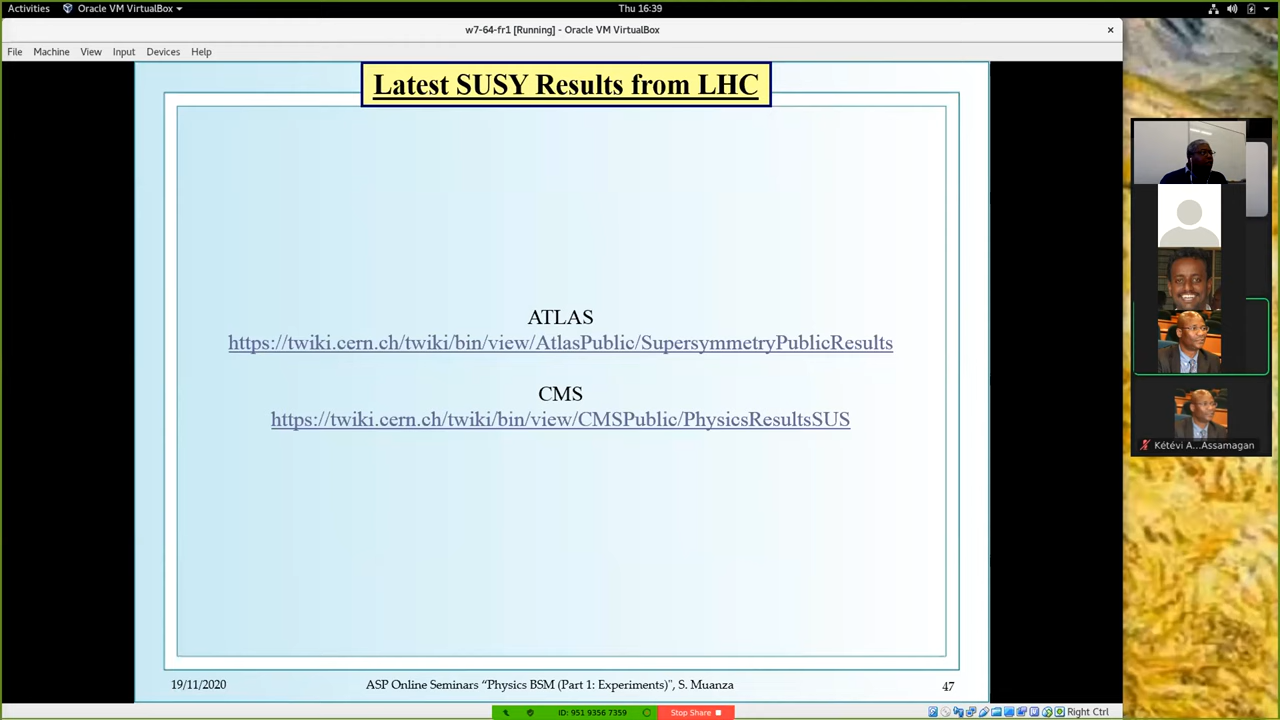 Activities
Oracle VM VirtualBox
Thu 16:39
w7-64-fr1 [Running] - Oracle VM VirtualBox
File Machine View Input Devices Help
Latest SUSY Results from LHC
ATLAS
https://twiki.cern.ch/twiki/bin/view/AtlasPublic/SupersymmetryPublicResults
CMS
https://twiki.cern.ch/twiki/bin/view/CMSPublic/PhysicsResultsSUS
Kétévi A...Assamagan
19/11/2020
ASP Online Seminars “Physics BSM (Part 1: Experiments)", S. Muanza
47
ID: 951 9356 7359
Stop Share
Right Ctrl